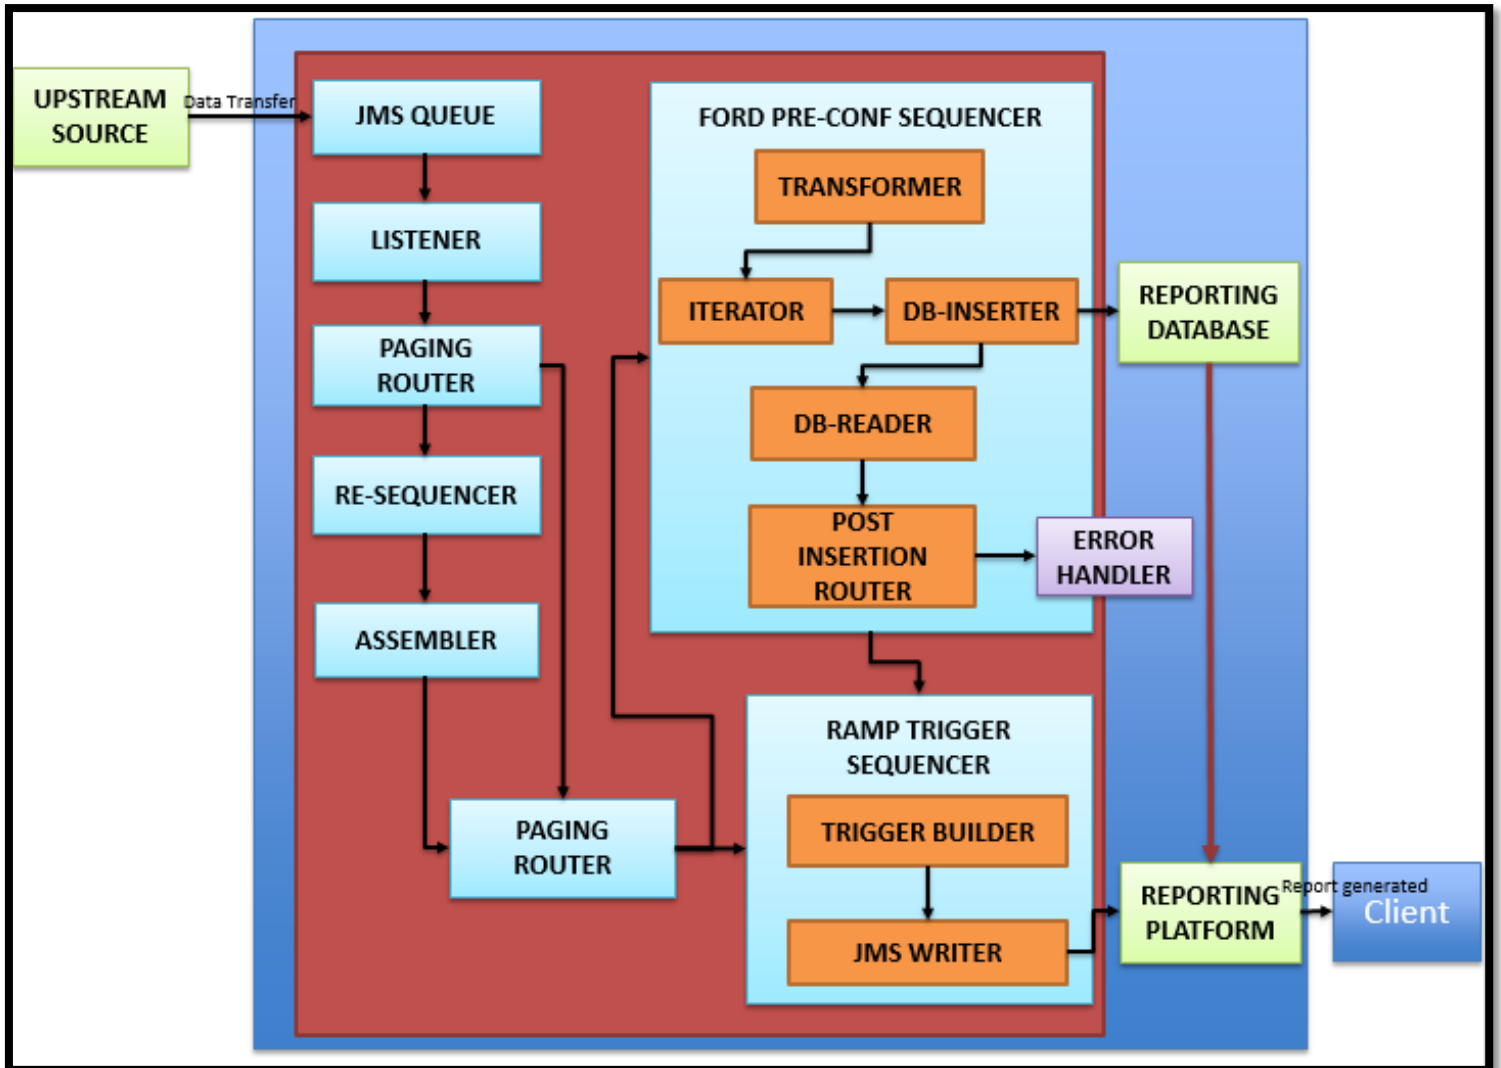 UPSTREAM
SOURCE
Data Transfer
JMS QUEUE
LISTENER
PAGING
ROUTER
RE-SEQUENCER
ASSEMBLER
PAGING
ROUTER
FORD PRE-CONF SEQUENCER
TRANSFORMER
ITERATOR
DB-INSERTER
DB-READER
POST
INSERTION
ROUTER
ERROR
HANDLER
REPORTING
DATABASE
RAMP TRIGGER
SEQUENCER
TRIGGER BUILDER
JMS WRITER
REPORTING
PLATFORM
Report generated
Client